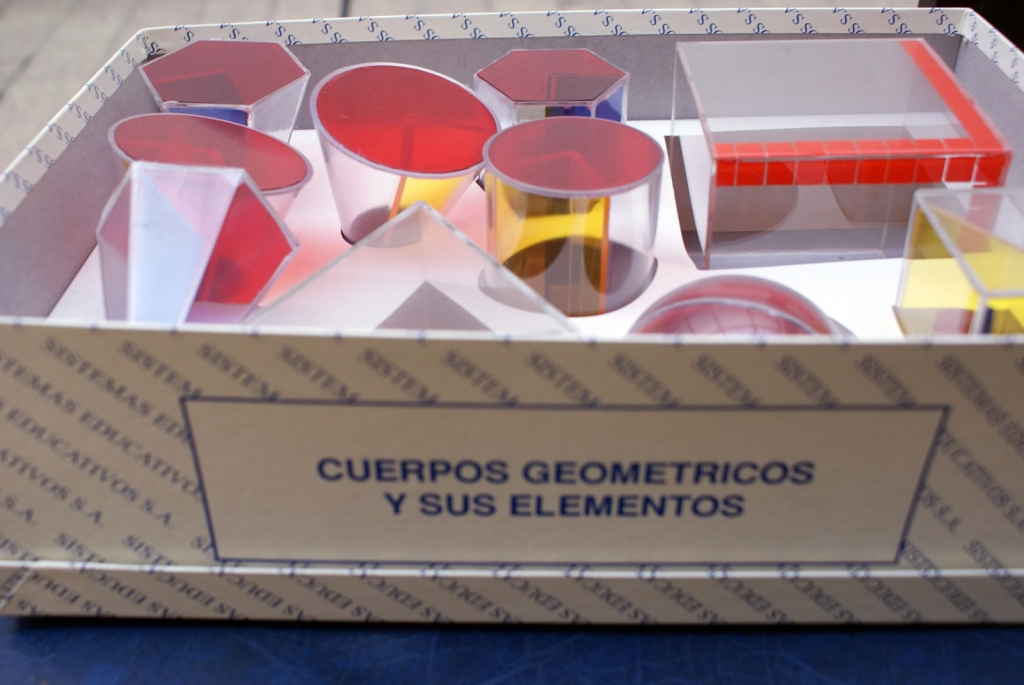 CUERPOS GEOMETRICOS
Y SUS ELEMENTOS
SISTEMAS EDUCATIVOS S.A.